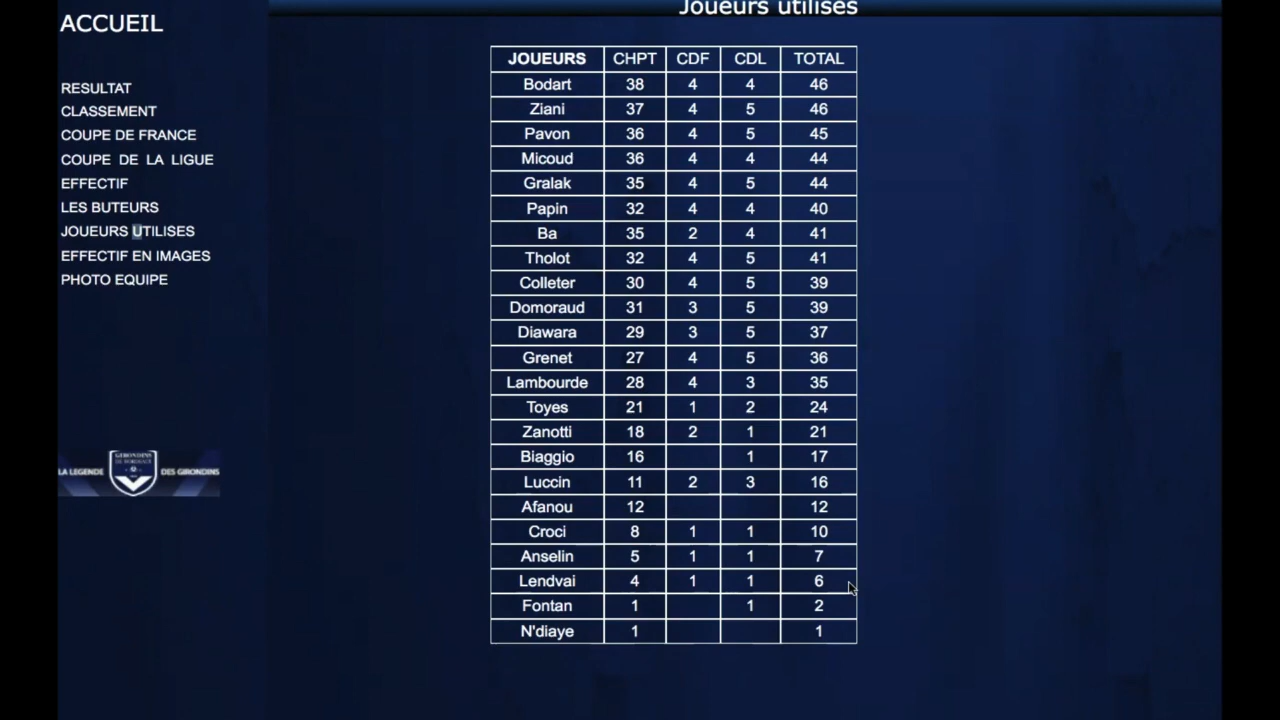 Joueurs utilisés
ACCUEIL
RESULTAT
CLASSEMENT
COUPE DE FRANCE
COUPE DE LA LIGUE
EFFECTIF
LES BUTEURS
JOUEURS UTILISES
EFFECTIF EN IMAGES
PHOTO EQUIPE
LA LEGENDE GIRONDINS DE BORDEAUX DES GIRONDINS
JOUEURS CHPT CDF CDL TOTAL
Bodart 38 4 4 46
Ziani 37 4 5 46
Pavon 36 4 5 45
Micoud 36 4 4 44
Gralak 35 4 5 44
Papin 32 4 4 40
Ba 35 2 4 41
Tholot 32 4 5 41
Colleter 30 4 5 39
Domoraud 31 3 5 39
Diawara 29 3 5 37
Grenet 27 4 5 36
Lambourde 28 4 3 35
Toyes 21 1 2 24
Zanotti 18 2 1 21
Biaggio 16 1 17
Luccin 11 2 3 16
Afanou 12 12
Croci 8 1 1 10
Anselin 5 1 1 7
Lendvai 4 1 1 6
Fontan 1 1 2
N'diaye 1 1